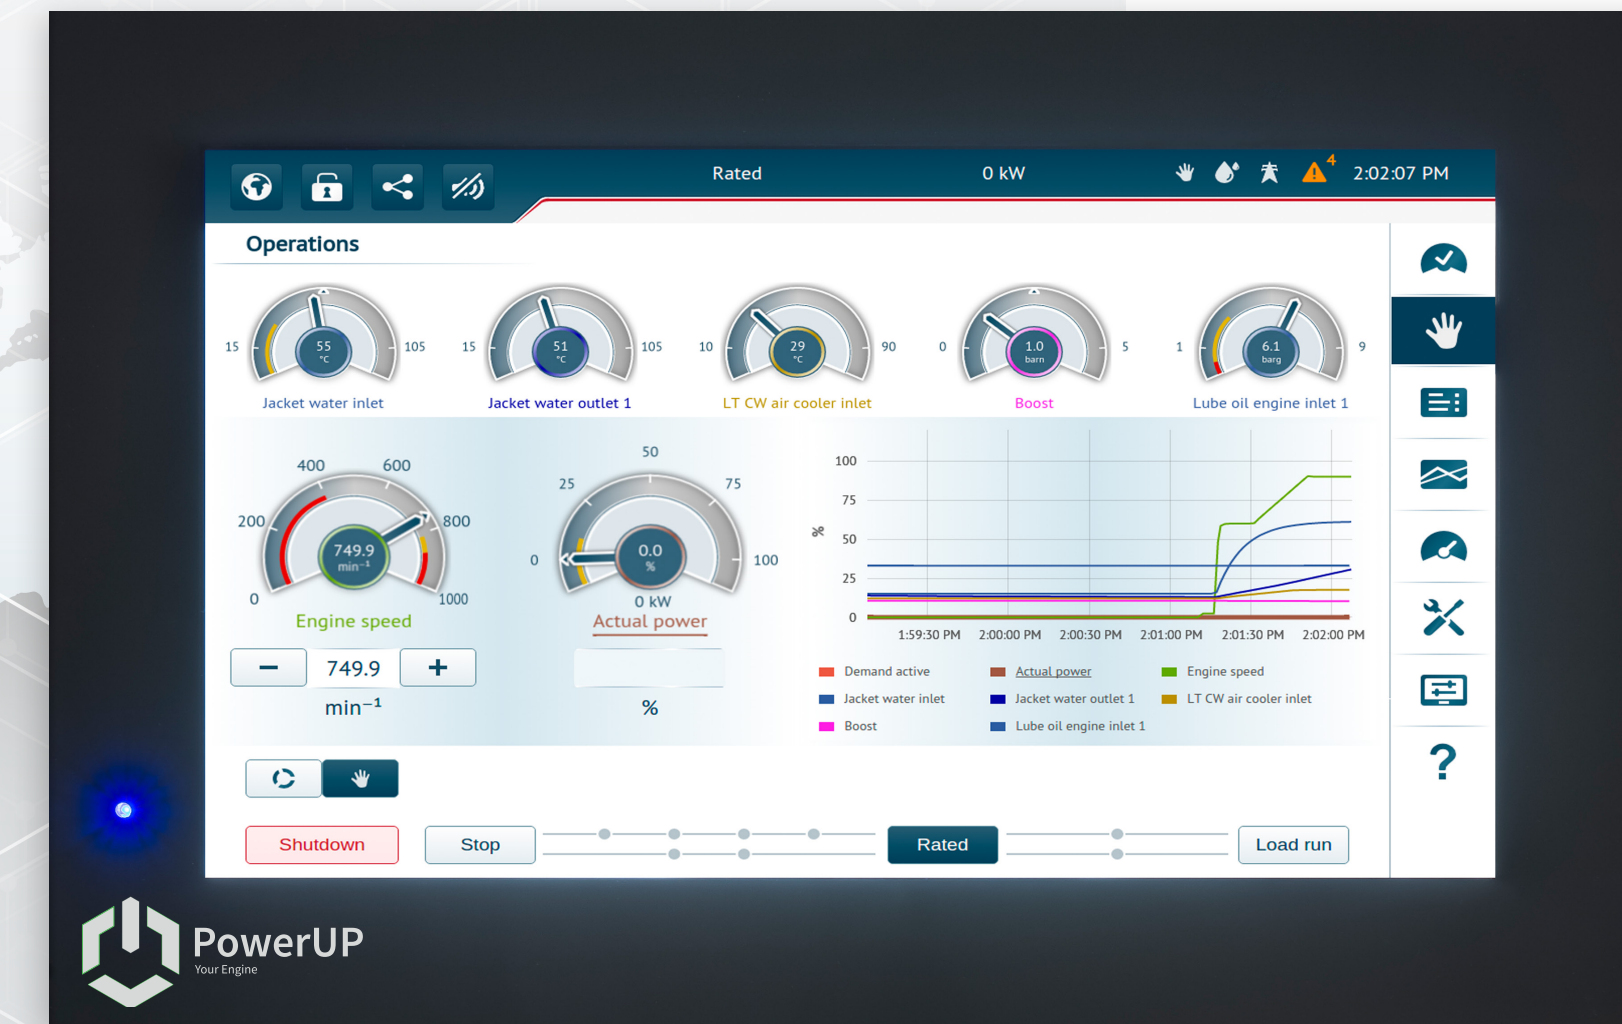 Rated 0 kW 4 2:02:07 PM
Operations
15 55 °C 105
Jacket water inlet
15 51 °C 105
Jacket water outlet 1
10 29 °C 90
LT CW air cooler inlet
0 1.0 barn 5
Boost
1 6.1 barg 9
Lube oil engine inlet 1
0 200 400 600 800 1000
749.9
min⁻¹
Engine speed
− 749.9 +
min⁻¹
0 25 50 75 100
0.0
%
0 kW
Actual power
%
%
100
75
50
25
0
1:59:30 PM 2:00:00 PM 2:00:30 PM 2:01:00 PM 2:01:30 PM 2:02:00 PM
Demand active Actual power Engine speed
Jacket water inlet Jacket water outlet 1 LT CW air cooler inlet
Boost Lube oil engine inlet 1
?
Shutdown Stop Rated Load run
PowerUP
Your Engine